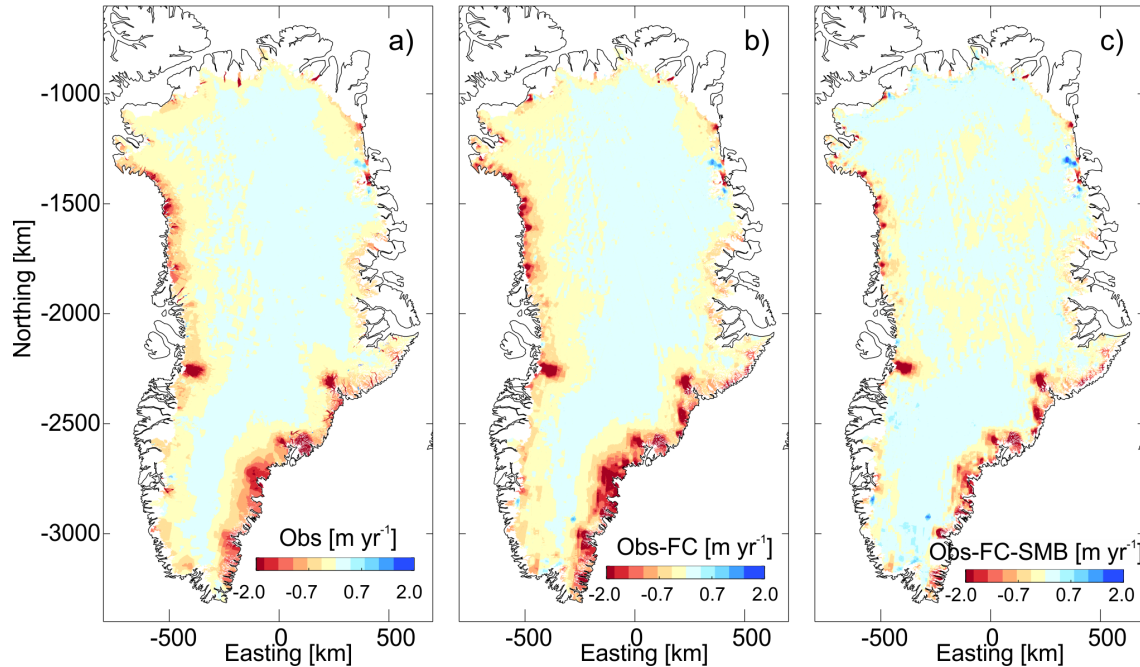 a) b) c)
-1000
-1500
Northing [km]
-2000
-2500
-3000
Obs [m yr-1] Obs-FC [m yr-1] Obs-FC-SMB [m yr-1]
-2.0 -0.7 0.7 2.0 -2.0 -0.7 0.7 2.0 -2.0 -0.7 0.7 2.0
-500 0 500 -500 0 500 -500 0 500
Easting [km] Easting [km] Easting [km]